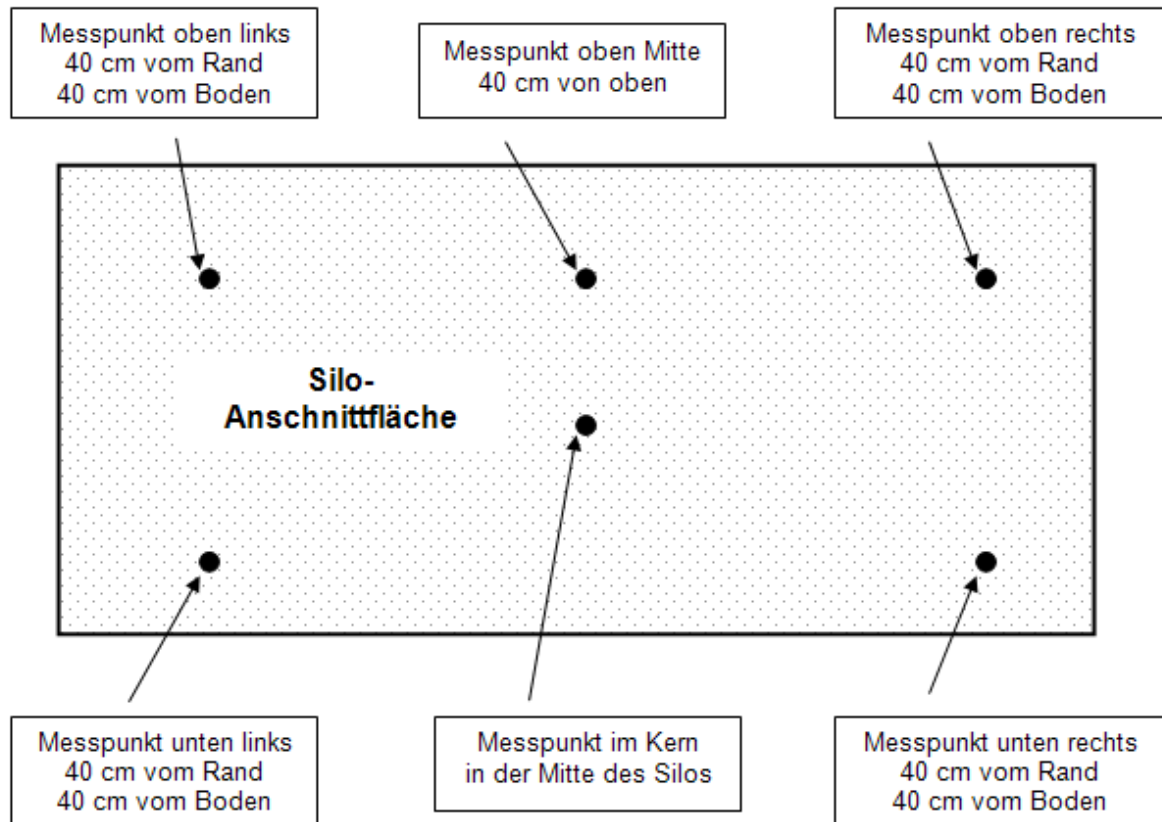 Messpunkt oben links
40 cm vom Rand
40 cm vom Boden
Messpunkt oben Mitte
40 cm von oben
Messpunkt oben rechts
40 cm vom Rand
40 cm vom Boden
Silo-
Anschnittfläche
Messpunkt unten links
40 cm vom Rand
40 cm vom Boden
Messpunkt im Kern
in der Mitte des Silos
Messpunkt unten rechts
40 cm vom Rand
40 cm vom Boden